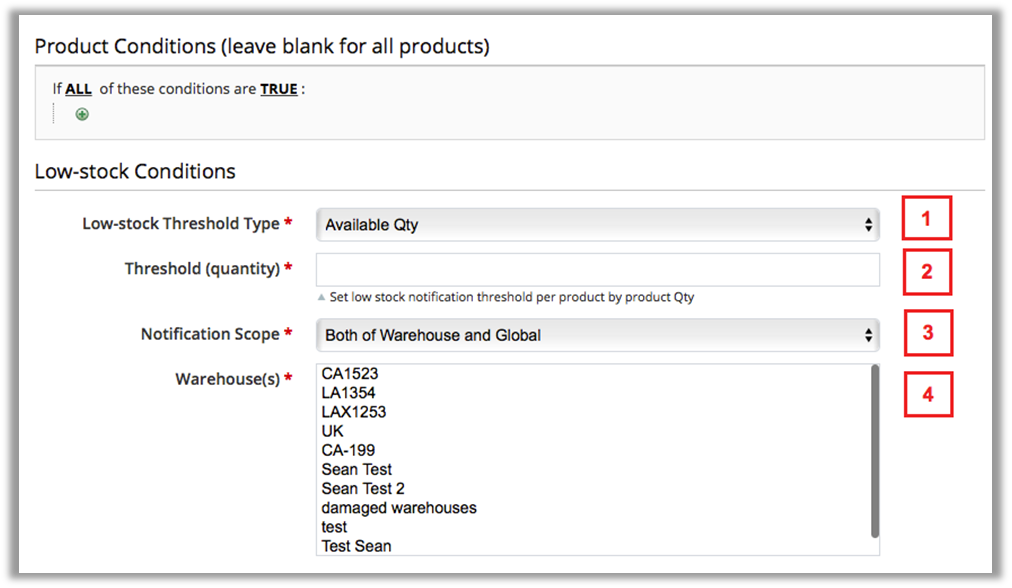 Product Conditions (leave blank for all products)
If ALL of these conditions are TRUE :
Low-stock Conditions
Low-stock Threshold Type * Available Qty 1
Threshold (quantity) * 2
Set low stock notification threshold per product by product Qty
Notification Scope * Both of Warehouse and Global 3
Warehouse(s) * CA1523 4
LA1354
LAX1253
UK
CA-199
Sean Test
Sean Test 2
damaged warehouses
test
Test Sean